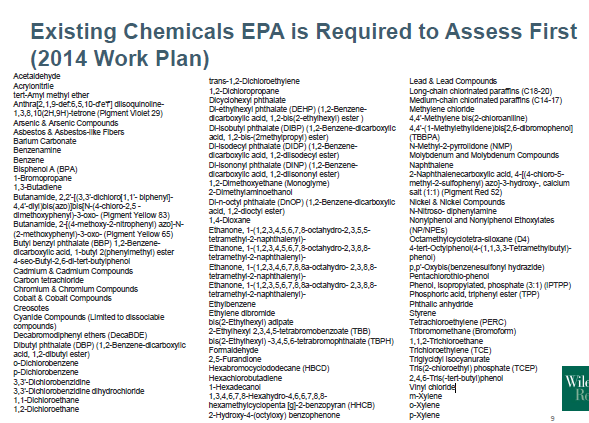 Existing Chemicals EPA is Required to Assess First
(2014 Work Plan)
Acetaldehyde
Acrylonitrile
tert-Amyl methyl ether
Anthra[2,1,9-def:6,5,10-d'e'f'] diisoquinoline-
1,3,8,10(2H,9H)-tetrone (Pigment Violet 29)
Arsenic & Arsenic Compounds
Asbestos & Asbestos-like Fibers
Barium Carbonate
Benzenamine
Benzene
Bisphenol A (BPA)
1-Bromopropane
1,3-Butadiene
Butanamide, 2,2'-[(3,3'-dichloro[1,1'- biphenyl]-
4,4'-diyl)bis(azo)]bis[N-(4-chloro-2,5 -
dimethoxyphenyl)-3-oxo- (Pigment Yellow 83)
Butanamide, 2-[(4-methoxy-2-nitrophenyl) azo]-N-
(2-methoxyphenyl)-3-oxo- (Pigment Yellow 65)
Butyl benzyl phthalate (BBP) 1,2-Benzene-
dicarboxylic acid, 1-butyl 2(phenylmethyl) ester
4-sec-Butyl-2,6-di-tert-butylphenol
Cadmium & Cadmium Compounds
Carbon tetrachloride
Chromium & Chromium Compounds
Cobalt & Cobalt Compounds
Creosotes
Cyanide Compounds (Limited to dissociable
compounds)
Decabromodiphenyl ethers (DecaBDE)
Dibutyl phthalate (DBP) (1,2-Benzene-dicarboxylic
acid, 1,2-dibutyl ester)
o-Dichlorobenzene
p-Dichlorobenzene
3,3'-Dichlorobenzidine
3,3'-Dichlorobenzidine dihydrochloride
1,1-Dichloroethane
1,2-Dichloroethane
trans-1,2-Dichloroethylene
1,2-Dichloropropane
Dicyclohexyl phthalate
Di-ethylhexyl phthalate (DEHP) (1,2-Benzene-
dicarboxylic acid, 1,2-bis(2-ethylhexyl) ester )
Di-isobutyl phthalate (DIBP) (1,2-Benzene-dicarboxylic
acid, 1,2-bis-(2methylpropyl) ester)
Di-isodecyl phthalate (DIDP) (1,2-Benzene-
dicarboxylic acid, 1,2-diisodecyl ester)
Di-isononyl phthalate (DINP) (1,2-Benzene-
dicarboxylic acid, 1,2-diisononyl ester)
1,2-Dimethoxyethane (Monoglyme)
2-Dimethylaminoethanol
Di-n-octyl phthalate (DnOP) (1,2-Benzene-dicarboxylic
acid, 1,2-dioctyl ester)
1,4-Dioxane
Ethanone, 1-(1,2,3,4,5,6,7,8-octahydro-2,3,5,5-
tetramethyl-2-naphthalenyl)-
Ethanone, 1-(1,2,3,4,5,6,7,8-octahydro-2,3,8,8-
tetramethyl-2-naphthalenyl)-
Ethanone, 1-(1,2,3,4,6,7,8,8a-octahydro- 2,3,8,8-
tetramethyl-2-naphthalenyl)-
Ethanone, 1-(1,2,3,5,6,7,8,8a-octahydro- 2,3,8,8-
tetramethyl-2-naphthalenyl)-
Ethylbenzene
Ethylene dibromide
bis(2-Ethylhexyl) adipate
2-Ethylhexyl 2,3,4,5-tetrabromobenzoate (TBB)
bis(2-Ethylhexyl) -3,4,5,6-tetrabromophthalate (TBPH)
Formaldehyde
2,5-Furandione
Hexabromocyclododecane (HBCD)
Hexachlorobutadiene
1-Hexadecanol
1,3,4,6,7,8-Hexahydro-4,6,6,7,8,8-
hexamethylcyclopenta [g]-2-benzopyran (HHCB)
2-Hydroxy-4-(octyloxy) benzophenone
Lead & Lead Compounds
Long-chain chlorinated paraffins (C18-20)
Medium-chain chlorinated paraffins (C14-17)
Methylene chloride
4,4'-Methylene bis(2-chloroaniline)
4,4'-(1-Methylethylidene)bis[2,6-dibromophenol]
(TBBPA)
N-Methyl-2-pyrrolidone (NMP)
Molybdenum and Molybdenum Compounds
Naphthalene
2-Naphthalenecarboxylic acid, 4-[(4-chloro-5-
methyl-2-sulfophenyl) azo]-3-hydroxy-, calcium
salt (1:1) (Pigment Red 52)
Nickel & Nickel Compounds
N-Nitroso- diphenylamine
Nonylphenol and Nonylphenol Ethoxylates
(NP/NPEs)
Octamethylcyclotetra-siloxane (D4)
4-tert-Octylphenol(4-(1,1,3,3-Tetramethylbutyl)-
phenol)
p,p'-Oxybis(benzenesulfonyl hydrazide)
Pentachlorothio-phenol
Phenol, isopropylated, phosphate (3:1) (iPTPP)
Phosphoric acid, triphenyl ester (TPP)
Phthalic anhydride
Styrene
Tetrachloroethylene (PERC)
Tribromomethane (Bromoform)
1,1,2-Trichloroethane
Trichloroethylene (TCE)
Triglycidyl isocyanurate
Tris(2-chloroethyl) phosphate (TCEP)
2,4,6-Tris(-tert-butyl)phenol
Vinyl chloride
m-Xylene
o-Xylene
p-Xylene
Wile
R
9